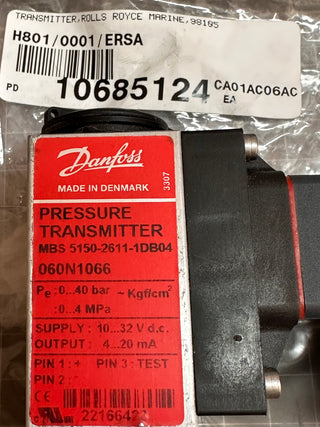 TRANSMITTER,ROLLS ROYCE MARINE,98105
H801/0001/ERSA
PD 10685124 CA01AC06AC
EA
Danfoss
MADE IN DENMARK
3307
PRESSURE
TRANSMITTER
MBS 5150-2611-1DB04
060N1066
Pe :0...40 bar ~ Kgf/cm²
:0...4 MPa
SUPPLY : 10...32 V d.c.
OUTPUT : 4...20 mA
PIN 1 : + PIN 3 : TEST
PIN 2 : -
CE